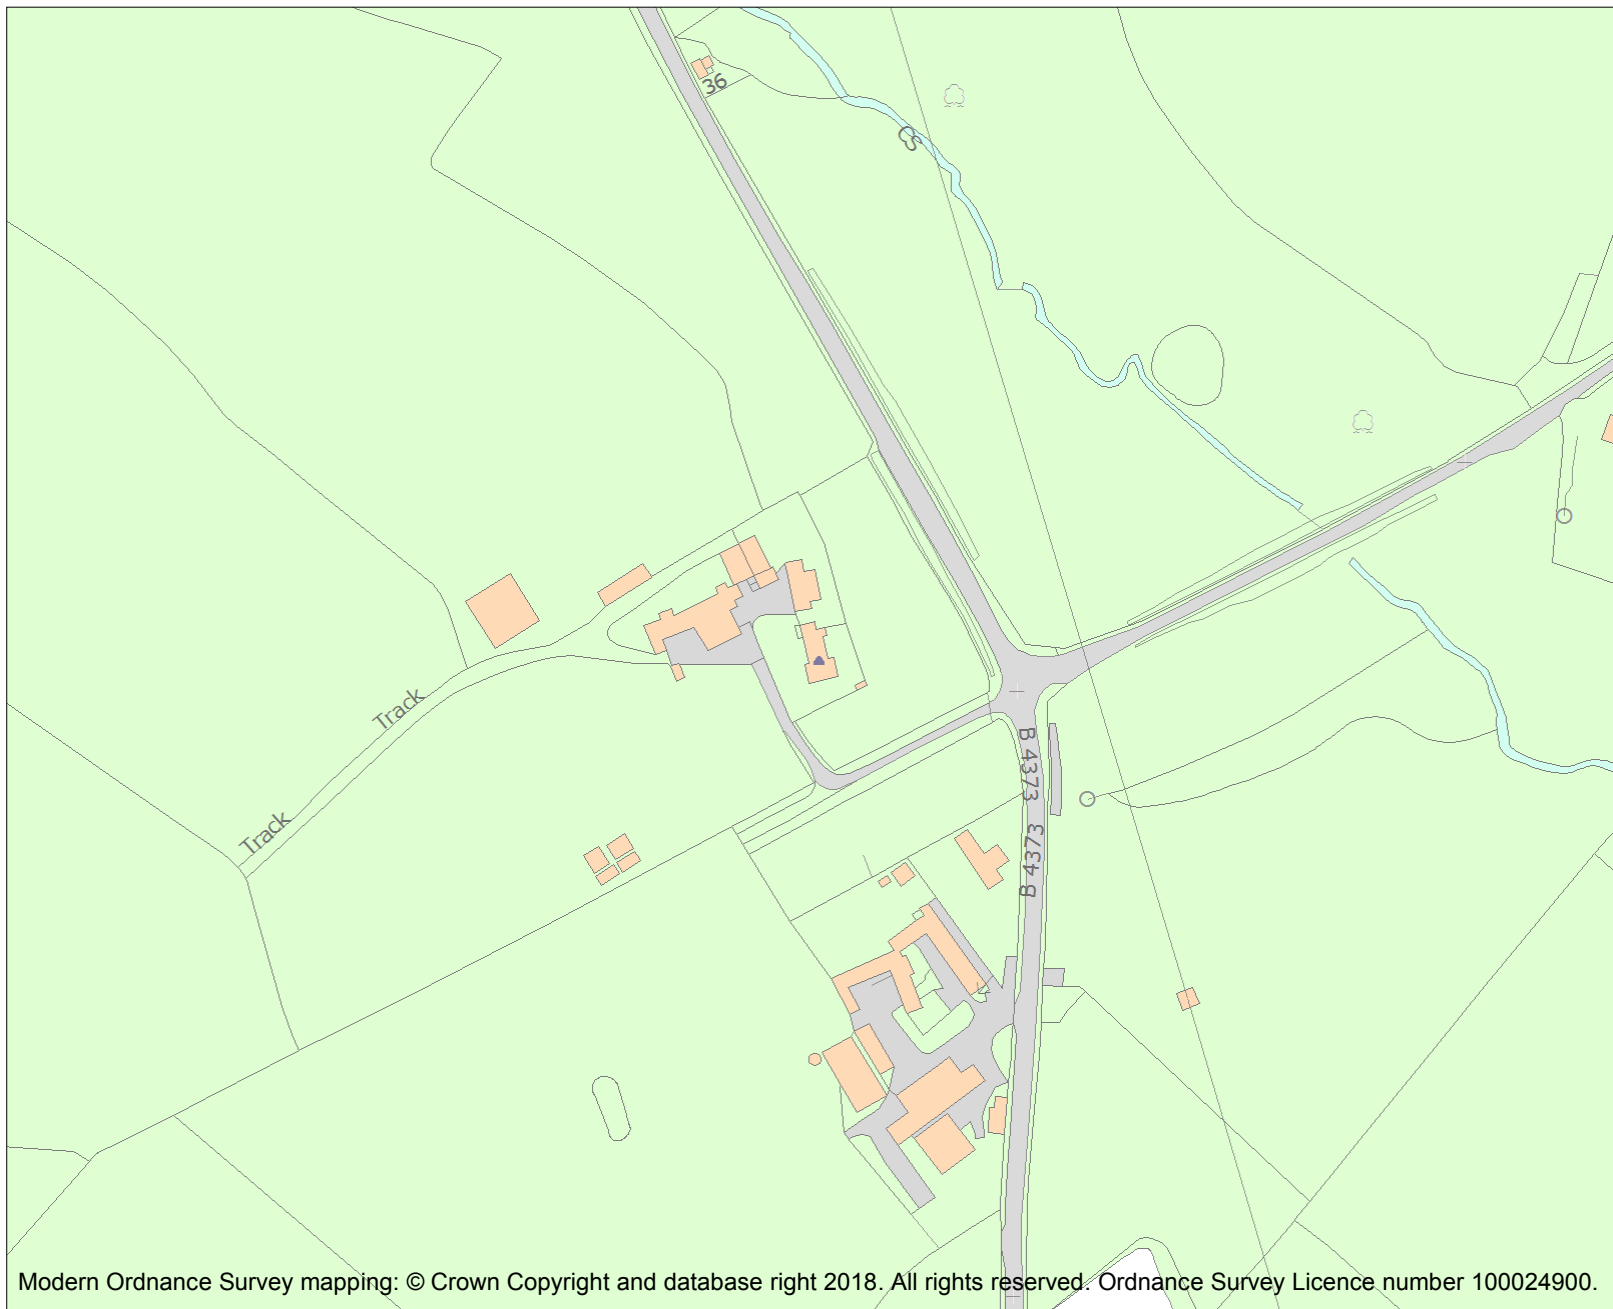 36
CS
Track
B 4373
Track
B 4373
Modern Ordnance Survey mapping: © Crown Copyright and database right 2018. All rights reserved. Ordnance Survey Licence number 100024900.